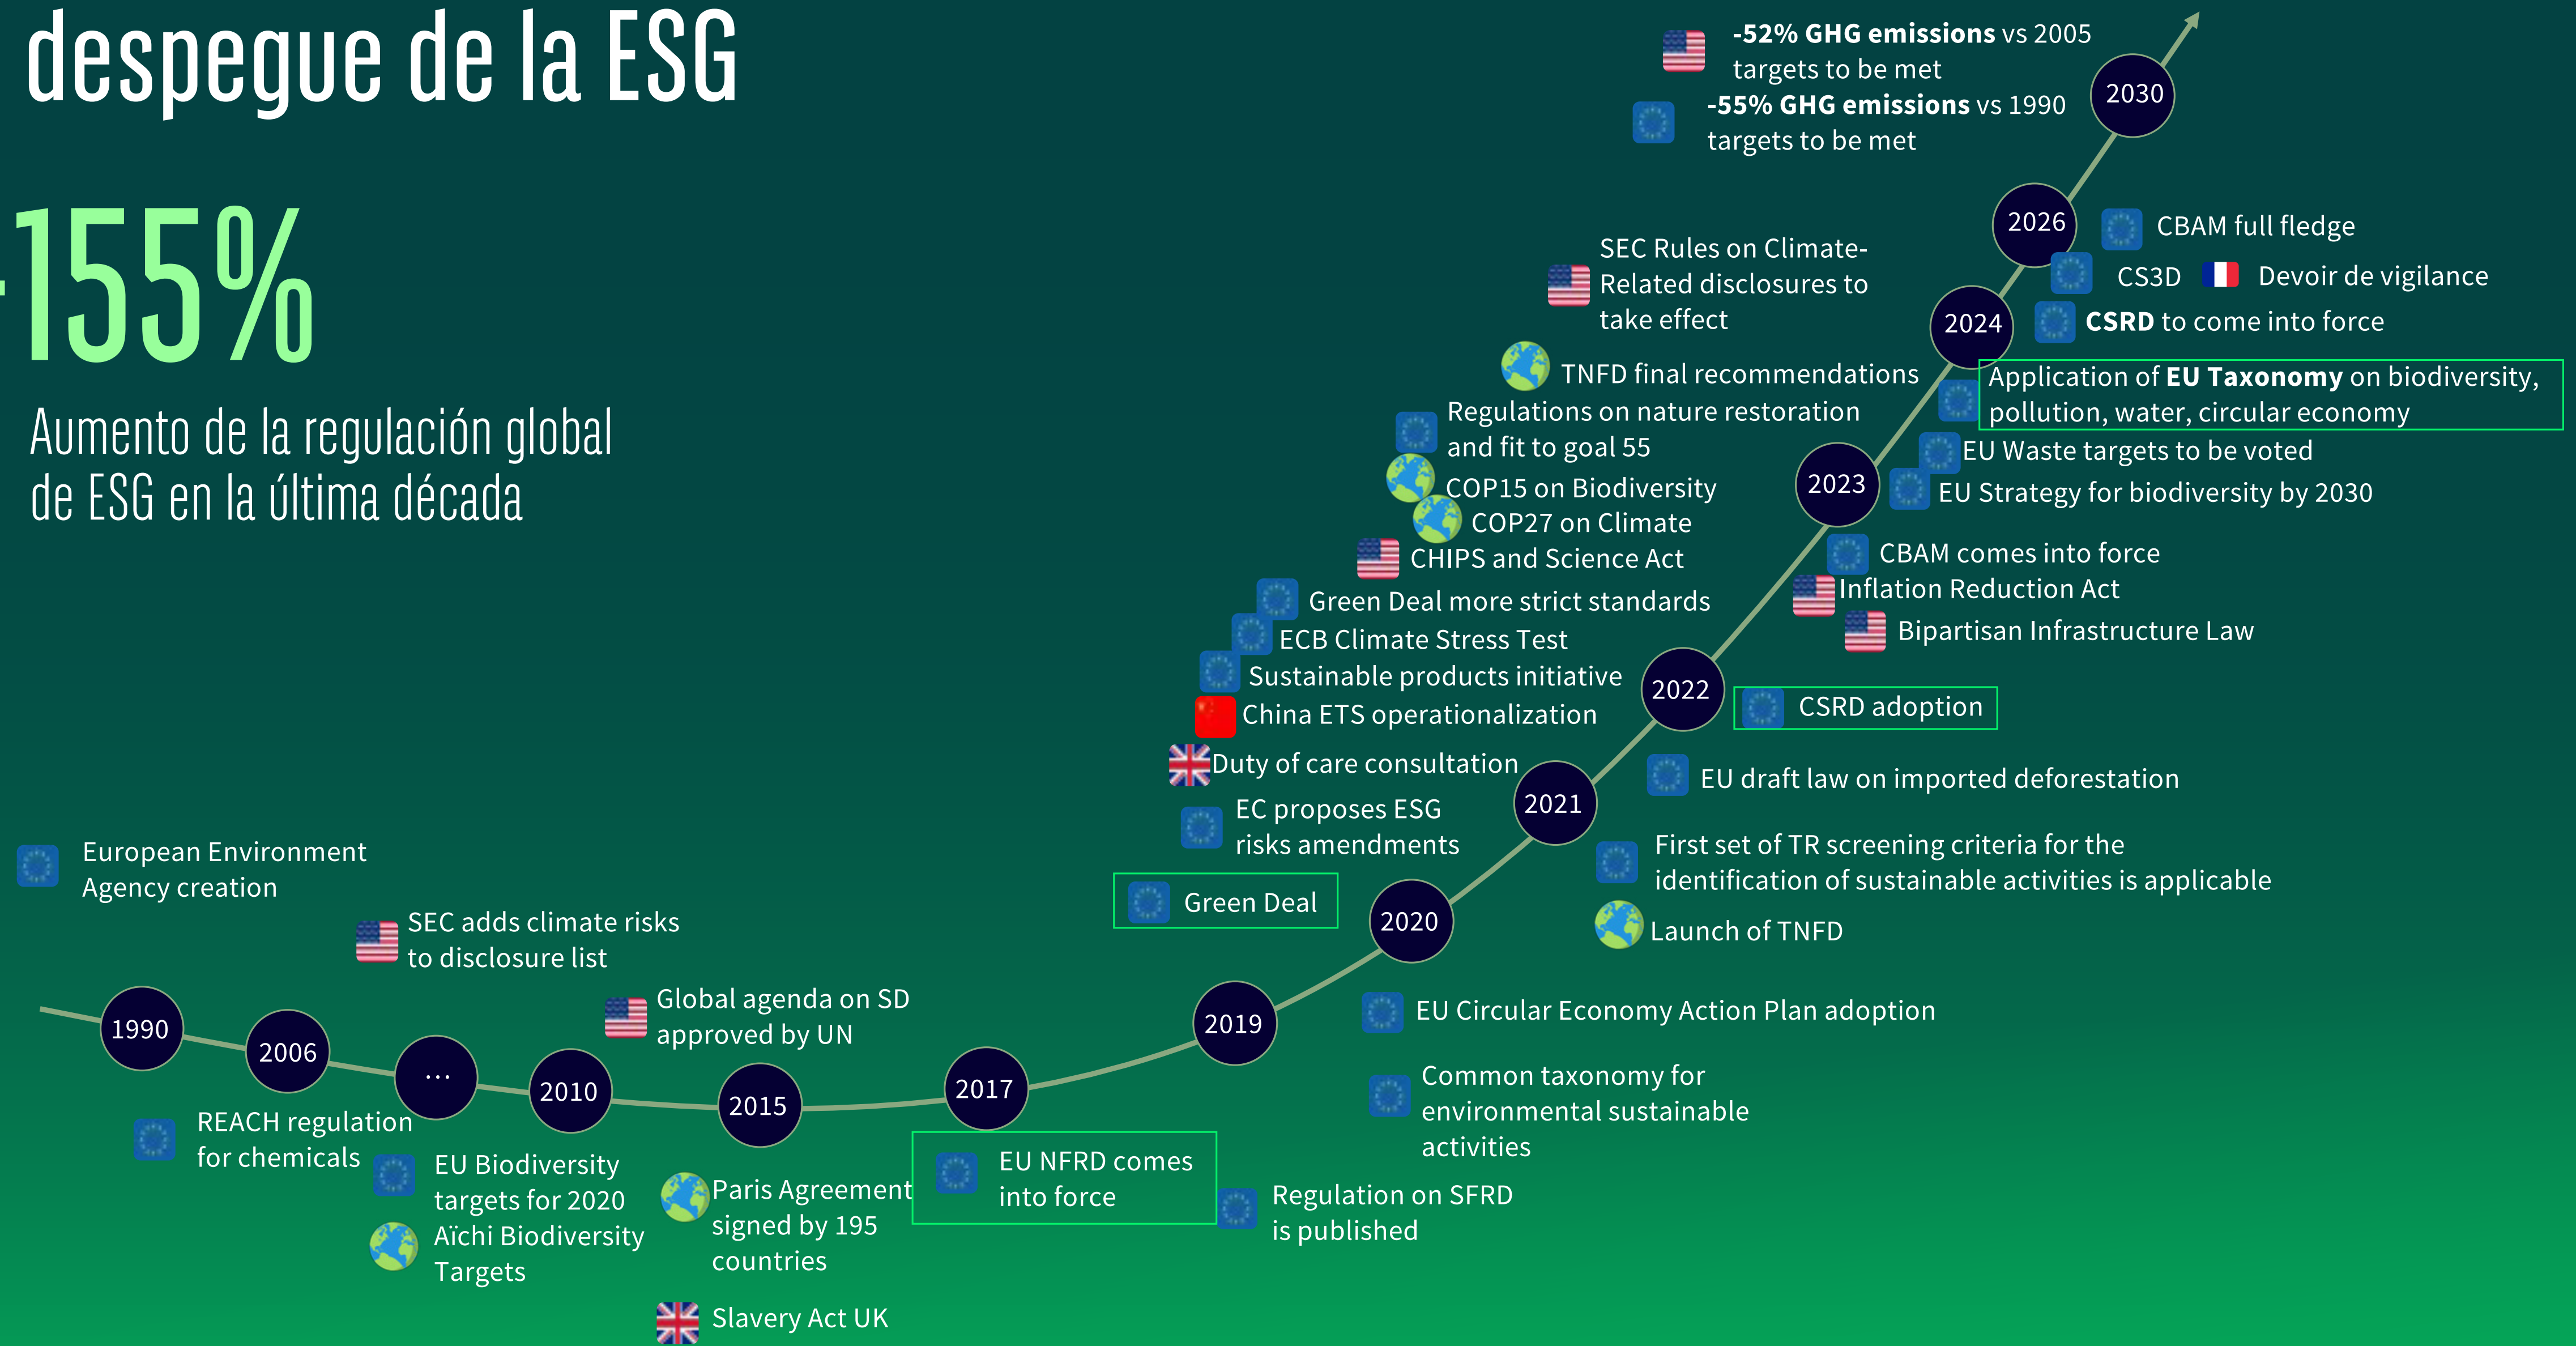 despegue de la ESG
-155%
Aumento de la regulación global
de ESG en la última década
-52% GHG emissions vs 2005
targets to be met
-55% GHG emissions vs 1990
targets to be met
2030
2026
CBAM full fledge
CS3D
Devoir de vigilance
CSRD to come into force
2024
SEC Rules on Climate-
Related disclosures to
take effect
TNFD final recommendations
Application of EU Taxonomy on biodiversity,
pollution, water, circular economy
Regulations on nature restoration
and fit to goal 55
EU Waste targets to be voted
2023
EU Strategy for biodiversity by 2030
COP15 on Biodiversity
COP27 on Climate
CHIPS and Science Act
CBAM comes into force
Inflation Reduction Act
Bipartisan Infrastructure Law
Green Deal more strict standards
ECB Climate Stress Test
Sustainable products initiative
China ETS operationalization
2022
CSRD adoption
Duty of care consultation
EU draft law on imported deforestation
2021
EC proposes ESG
risks amendments
First set of TR screening criteria for the
identification of sustainable activities is applicable
Launch of TNFD
Green Deal
2020
EU Circular Economy Action Plan adoption
Common taxonomy for
environmental sustainable
activities
2019
Regulation on SFRD
is published
European Environment
Agency creation
SEC adds climate risks
to disclosure list
Global agenda on SD
approved by UN
1990
2006
...
2010
2015
2017
REACH regulation
for chemicals
EU Biodiversity
targets for 2020
Aïchi Biodiversity
Targets
Paris Agreement
signed by 195
countries
Slavery Act UK
EU NFRD comes
into force